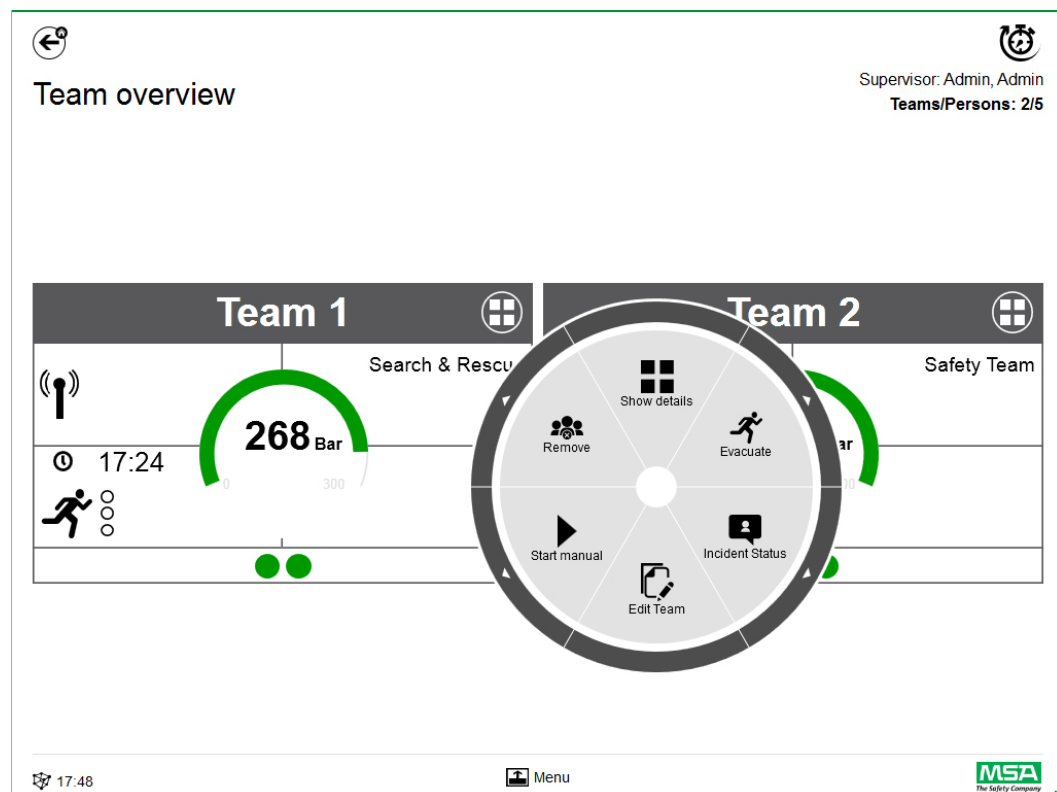 Supervisor: Admin, Admin
Team overview
Teams/Persons: 2/5
Team 1
Team 2
Search & Rescu
Safety Team
Show details
Remove
Evacuate
268 Bar
ar
0
300
00
17:24
Start manual
Incident Status
Edit Team
17:48
Menu
MSA
The Safety Company